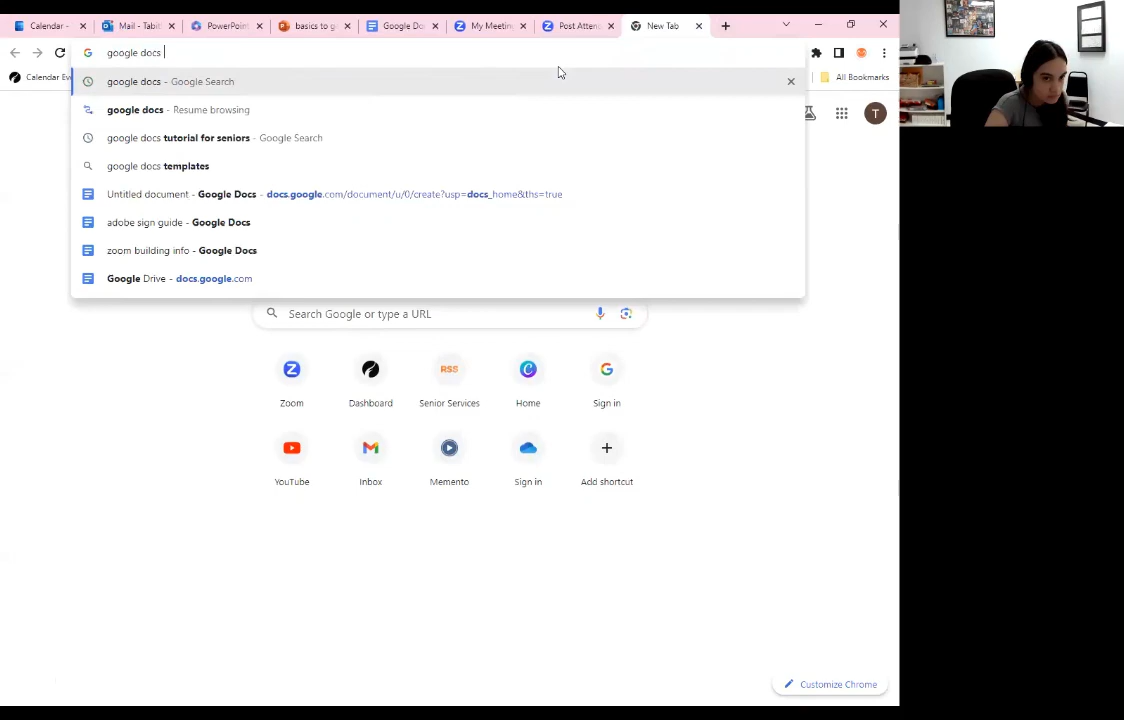 Calendar - Mail - Tabit PowerPoin basics to g Google Do My Meetin Post Atten New Tab
google docs
Calendar Eve All Bookmarks
google docs - Google Search
google docs - Resume browsing
T
google docs tutorial for seniors - Google Search
google docs templates
Untitled document - Google Docs - docs.google.com/document/u/0/create?usp=docs_home&ths=true
adobe sign guide - Google Docs
zoom building info - Google Docs
Google Drive - docs.google.com
Search Google or type a URL
RSS
Zoom Dashboard Senior Services Home Sign in
YouTube Inbox Memento Sign in Add shortcut
Customize Chrome